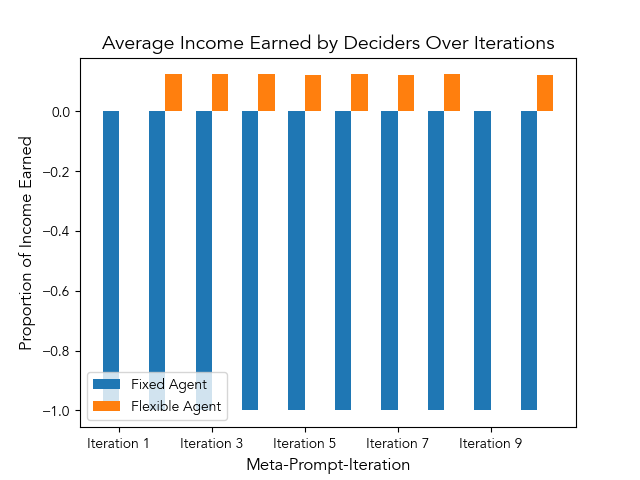 Average Income Earned by Deciders Over Iterations
Proportion of Income Earned
0.0
−0.2
−0.4
−0.6
−0.8
−1.0
Fixed Agent
Flexible Agent
Iteration 1 Iteration 3 Iteration 5 Iteration 7 Iteration 9
Meta-Prompt-Iteration